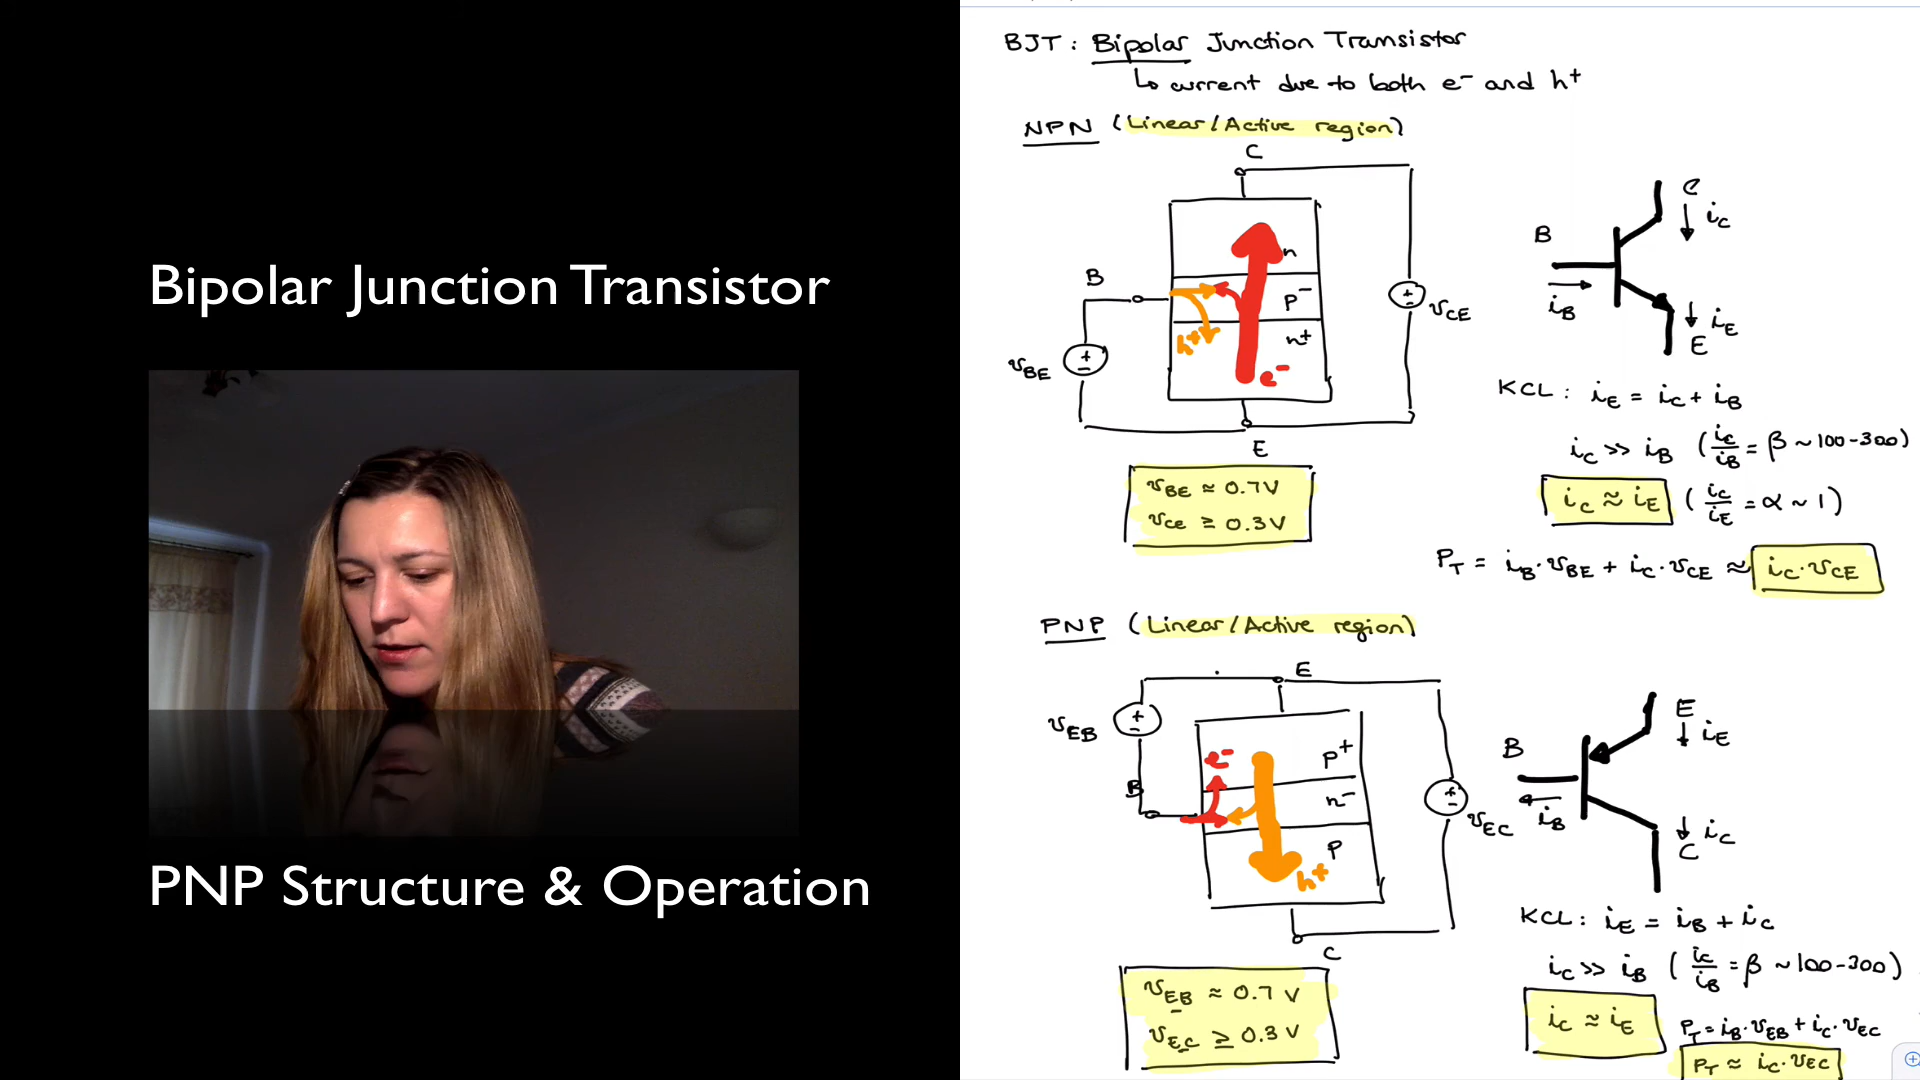 Bipolar Junction Transistor
PNP Structure & Operation
BJT : Bipolar Junction Transistor
↳ current due to both e⁻ and h⁺
NPN (Linear/Active region)
C
n
B
p⁻
h⁺
n⁺
e⁻
v_BE
+
−
v_CE
+
−
E
v_BE ≈ 0.7V
v_CE ≥ 0.3V
C
↓ i_C
B
i_B
↓ i_E
E
KCL : i_E = i_C + i_B
i_C >> i_B (i_C/i_B = β ~ 100-300)
i_C ≈ i_E (i_C/i_E = α ~ 1)
P_T = i_B · v_BE + i_C · v_CE ≈ i_C · v_CE
PNP (Linear/Active region)
E
v_EB
+
−
e⁻
p⁺
B
n⁻
p
h⁺
v_EC
+
−
C
v_EB ≈ 0.7 V
v_EC ≥ 0.3 V
E
↓ i_E
B
i_B
↓ i_C
C
KCL : i_E = i_B + i_C
i_C >> i_B (i_C/i_B = β ~ 100-300)
i_C ≈ i_E
P_T = i_B · v_EB + i_C · v_EC
P_T ≈ i_C · v_EC